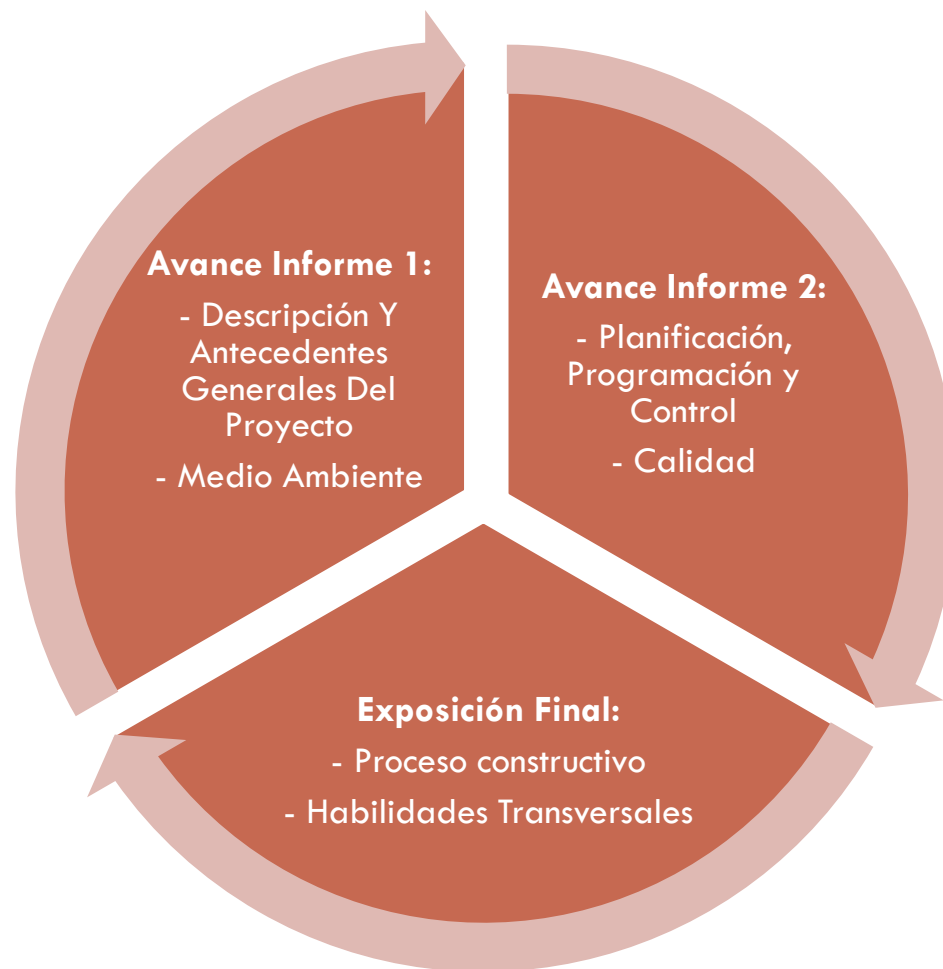 Avance Informe 1:
- Descripción Y
Antecedentes
Generales Del
Proyecto
- Medio Ambiente
Avance Informe 2:
- Planificación,
Programación y
Control
- Calidad
Exposición Final:
- Proceso constructivo
- Habilidades Transversales